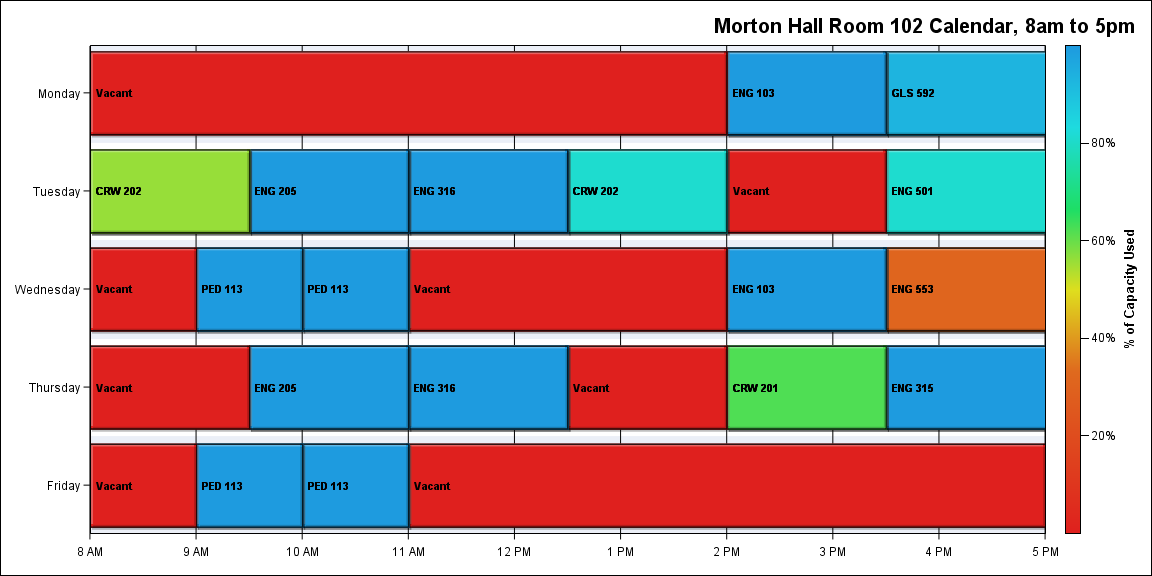 Morton Hall Room 102 Calendar, 8am to 5pm
Monday
Vacant
ENG 103
GLS 592
Tuesday
CRW 202
ENG 205
ENG 316
CRW 202
Vacant
ENG 501
Wednesday
Vacant
PED 113
PED 113
Vacant
ENG 103
ENG 553
Thursday
Vacant
ENG 205
ENG 316
Vacant
CRW 201
ENG 315
Friday
Vacant
PED 113
PED 113
Vacant
8 AM
9 AM
10 AM
11 AM
12 PM
1 PM
2 PM
3 PM
4 PM
5 PM
80%
60%
40%
20%
% of Capacity Used